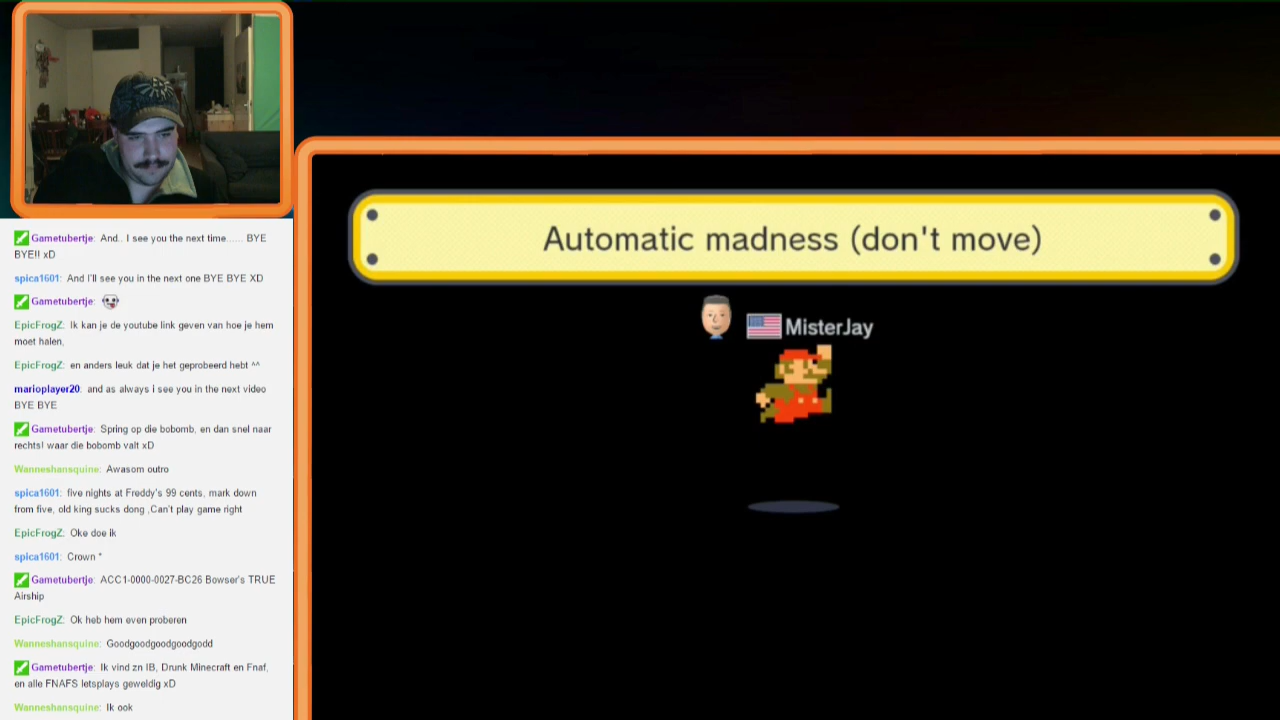 Gametubertje: And.. I see you the next time...... BYE
BYE!! xD
spica1601: And I'll see you in the next one BYE BYE XD
Gametubertje:
EpicFrogZ: Ik kan je de youtube link geven van hoe je hem
moet halen,
EpicFrogZ: en anders leuk dat je het geprobeerd hebt ^^
marioplayer20: and as always i see you in the next video
BYE BYE
Gametubertje: Spring op die bobomb, en dan snel naar
rechts! waar die bobomb valt xD
Wanneshansquine: Awasom outro
spica1601: five nights at Freddy's 99 cents, mark down
from five, old king sucks dong ,Can't play game right
EpicFrogZ: Oke doe ik
spica1601: Crown *
Gametubertje: ACC1-0000-0027-BC26 Bowser's TRUE
Airship
EpicFrogZ: Ok heb hem even proberen
Wanneshansquine: Goodgoodgoodgoodgodd
Gametubertje: Ik vind zn IB, Drunk Minecraft en Fnaf,
en alle FNAFS letsplays geweldig xD
Wanneshansquine: Ik ook
Automatic madness (don't move)
MisterJay